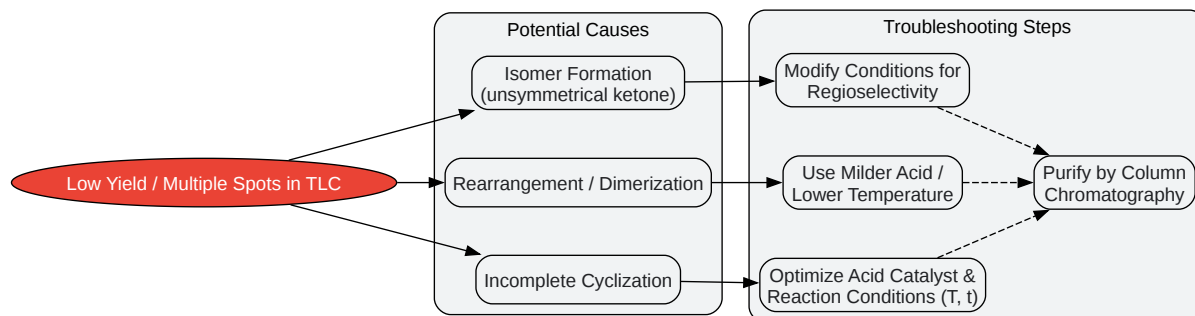 Potential Causes
Troubleshooting Steps
Isomer Formation
(unsymmetrical ketone)
Modify Conditions for
Regioselectivity
Low Yield / Multiple Spots in TLC
Rearrangement / Dimerization
Use Milder Acid /
Lower Temperature
Purify by Column
Chromatography
Incomplete Cyclization
Optimize Acid Catalyst &
Reaction Conditions (T, t)